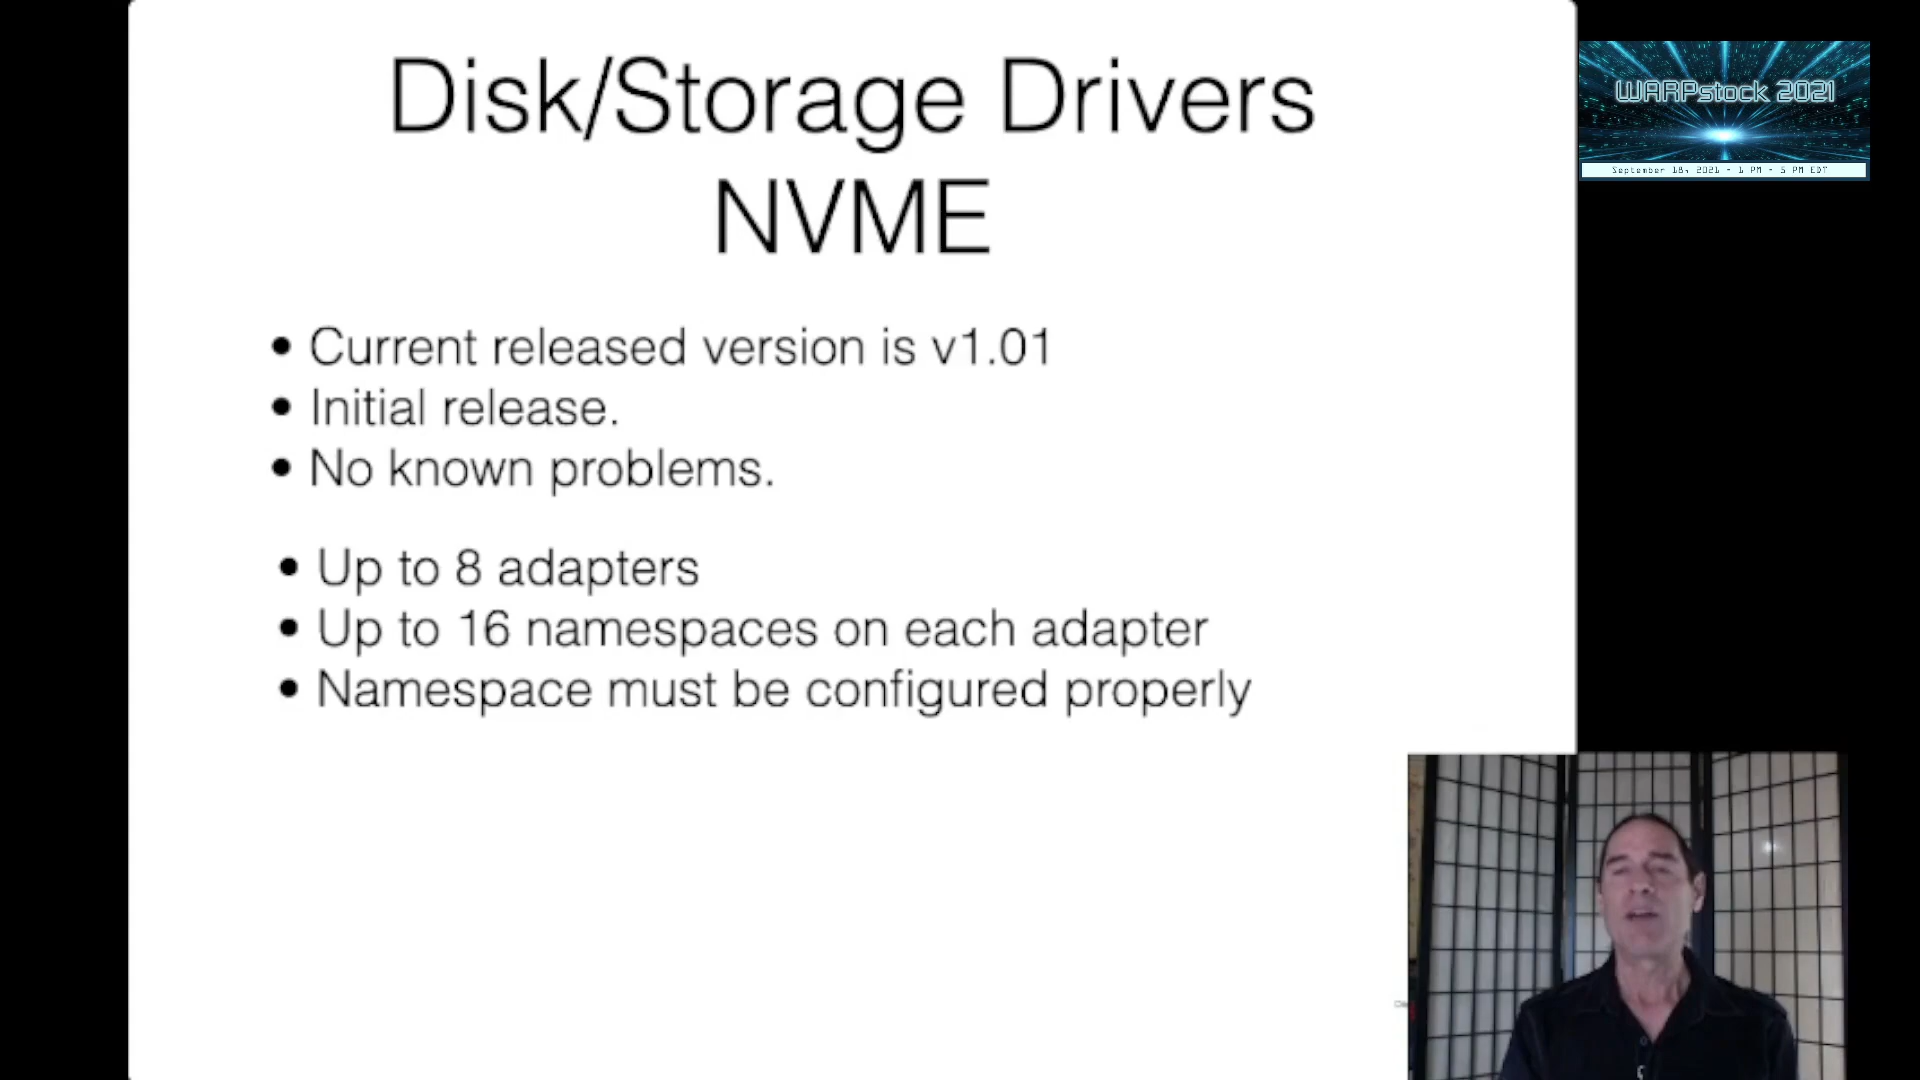 Disk/Storage Drivers
NVME
• Current released version is v1.01
• Initial release.
• No known problems.
• Up to 8 adapters
• Up to 16 namespaces on each adapter
• Namespace must be configured properly
WARPstock 2021
September 18, 2021 - 1 PM - 5 PM EDT